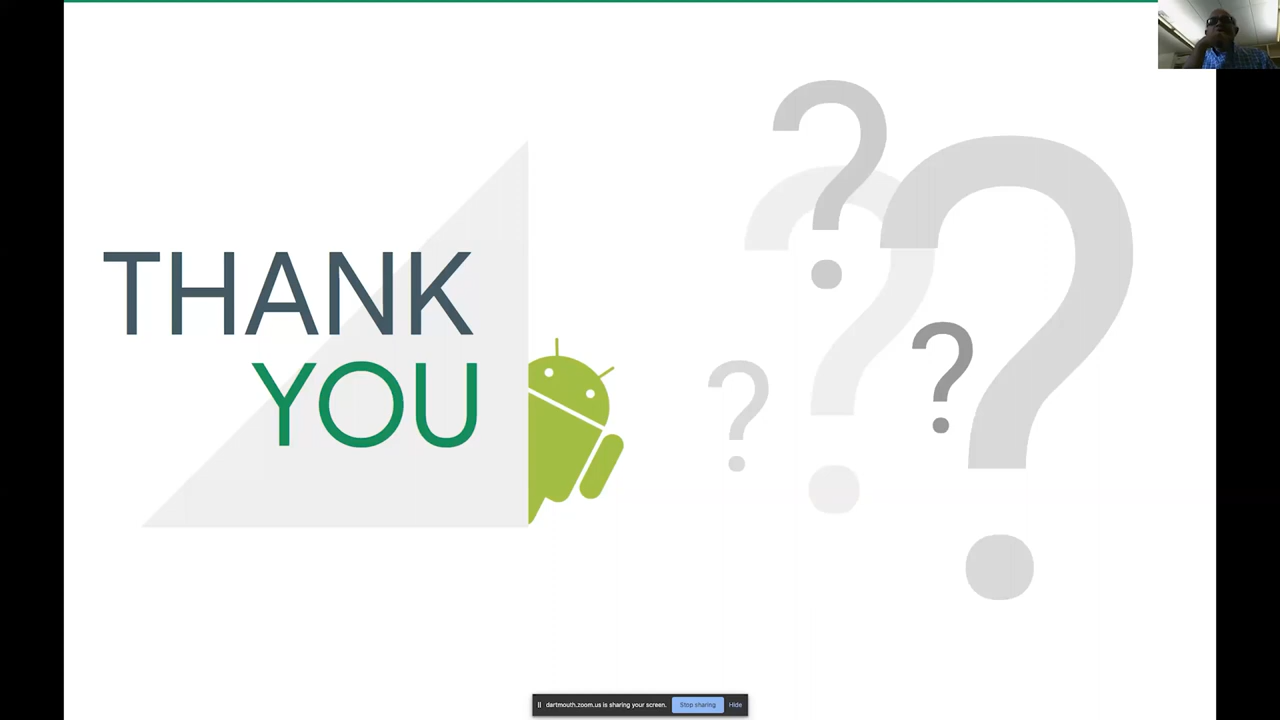 THANK
YOU
? ? ? ? ?
dartmouth.zoom.us is sharing your screen. Stop sharing Hide